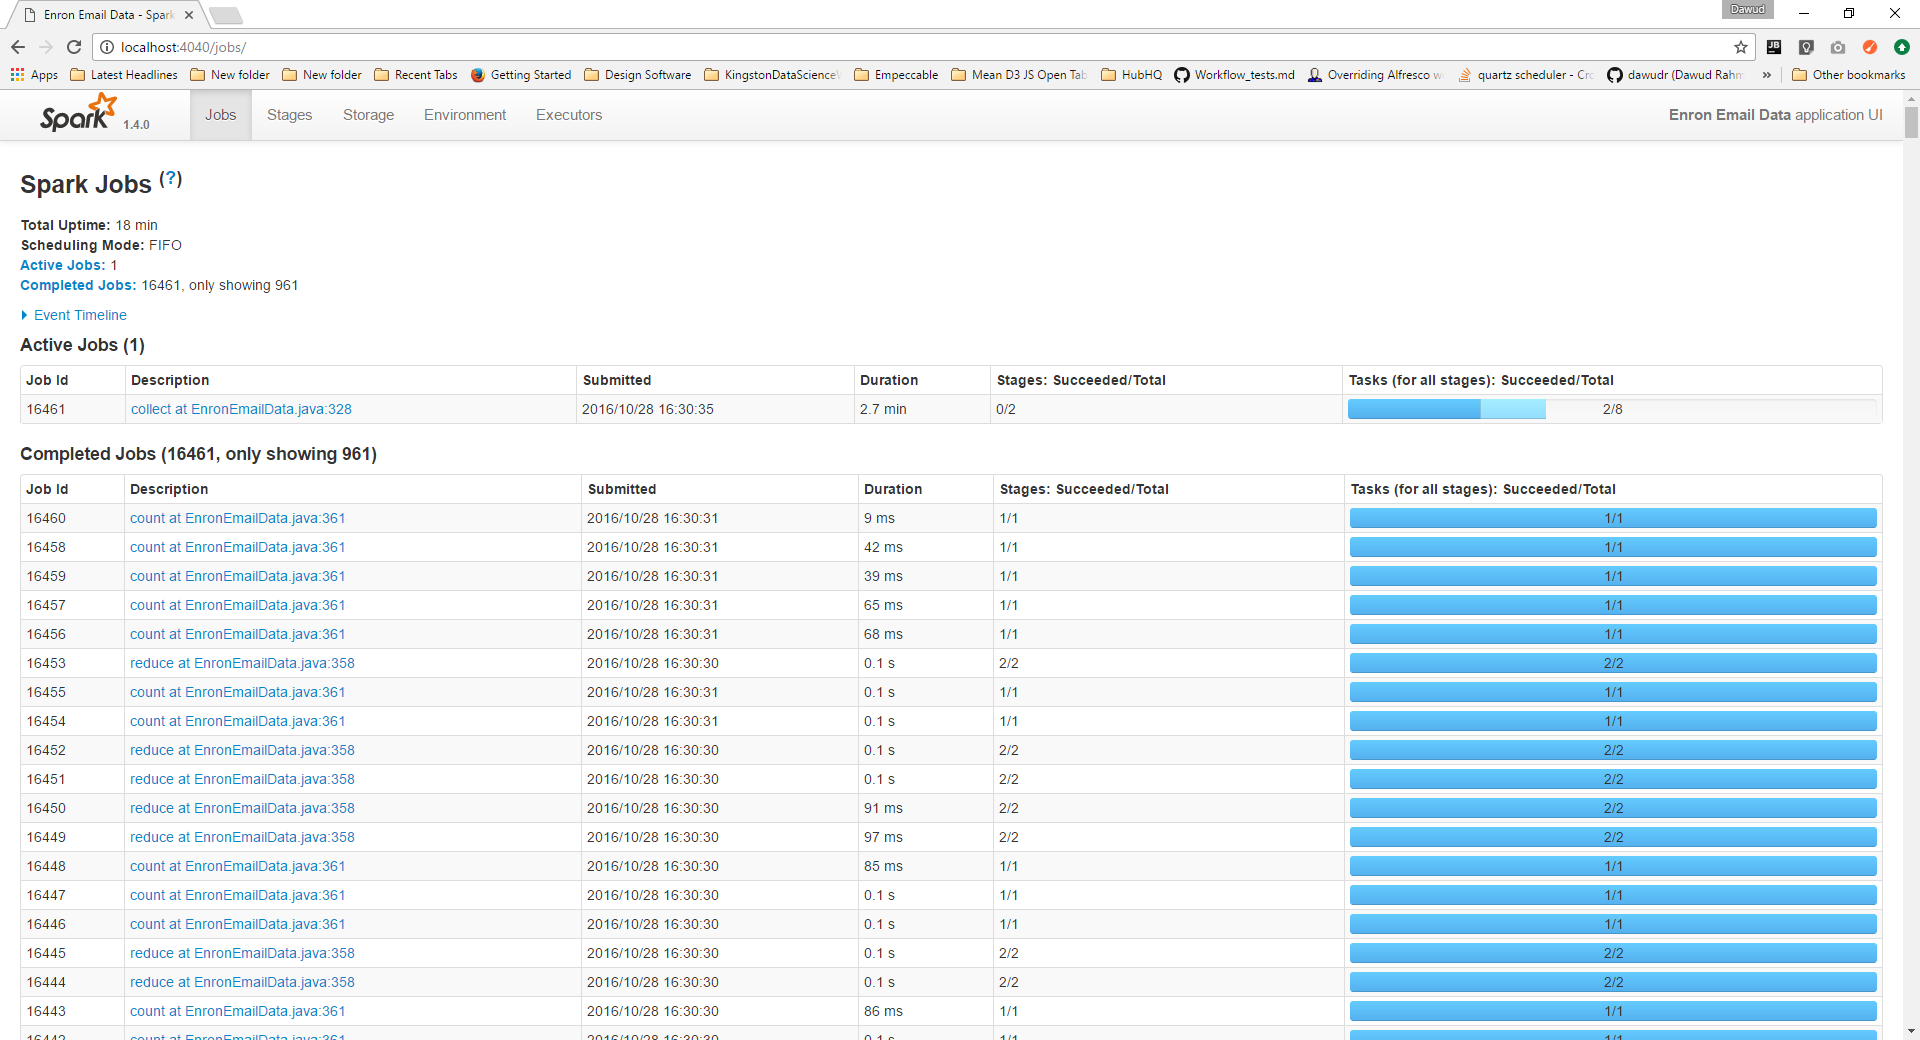 Enron Email Data - Spark
Dawud
localhost:4040/jobs/
Apps Latest Headlines New folder New folder Recent Tabs Getting Started Design Software KingstonDataScience Empeccable Mean D3 JS Open Tab HubHQ Workflow_tests.md Overriding Alfresco quartz scheduler - Cro dawudr (Dawud Rahm » Other bookmarks
Spark 1.4.0 Jobs Stages Storage Environment Executors Enron Email Data application UI
Spark Jobs (?)
Total Uptime: 18 min
Scheduling Mode: FIFO
Active Jobs: 1
Completed Jobs: 16461, only showing 961
Event Timeline
Active Jobs (1)
Job Id Description Submitted Duration Stages: Succeeded/Total Tasks (for all stages): Succeeded/Total
16461 collect at EnronEmailData.java:328 2016/10/28 16:30:35 2.7 min 0/2 2/8
Completed Jobs (16461, only showing 961)
Job Id Description Submitted Duration Stages: Succeeded/Total Tasks (for all stages): Succeeded/Total
16460 count at EnronEmailData.java:361 2016/10/28 16:30:31 9 ms 1/1 1/1
16458 count at EnronEmailData.java:361 2016/10/28 16:30:31 42 ms 1/1 1/1
16459 count at EnronEmailData.java:361 2016/10/28 16:30:31 39 ms 1/1 1/1
16457 count at EnronEmailData.java:361 2016/10/28 16:30:31 65 ms 1/1 1/1
16456 count at EnronEmailData.java:361 2016/10/28 16:30:31 68 ms 1/1 1/1
16453 reduce at EnronEmailData.java:358 2016/10/28 16:30:30 0.1 s 2/2 2/2
16455 count at EnronEmailData.java:361 2016/10/28 16:30:31 0.1 s 1/1 1/1
16454 count at EnronEmailData.java:361 2016/10/28 16:30:31 0.1 s 1/1 1/1
16452 reduce at EnronEmailData.java:358 2016/10/28 16:30:30 0.1 s 2/2 2/2
16451 reduce at EnronEmailData.java:358 2016/10/28 16:30:30 0.1 s 2/2 2/2
16450 reduce at EnronEmailData.java:358 2016/10/28 16:30:30 91 ms 2/2 2/2
16449 reduce at EnronEmailData.java:358 2016/10/28 16:30:30 97 ms 2/2 2/2
16448 count at EnronEmailData.java:361 2016/10/28 16:30:30 85 ms 1/1 1/1
16447 count at EnronEmailData.java:361 2016/10/28 16:30:30 0.1 s 1/1 1/1
16446 count at EnronEmailData.java:361 2016/10/28 16:30:30 0.1 s 1/1 1/1
16445 reduce at EnronEmailData.java:358 2016/10/28 16:30:30 0.1 s 2/2 2/2
16444 reduce at EnronEmailData.java:358 2016/10/28 16:30:30 0.1 s 2/2 2/2
16443 count at EnronEmailData.java:361 2016/10/28 16:30:30 86 ms 1/1 1/1
16442 count at EnronEmailData.java:361 2016/10/28 16:30:30 0.1 s 1/1 1/1